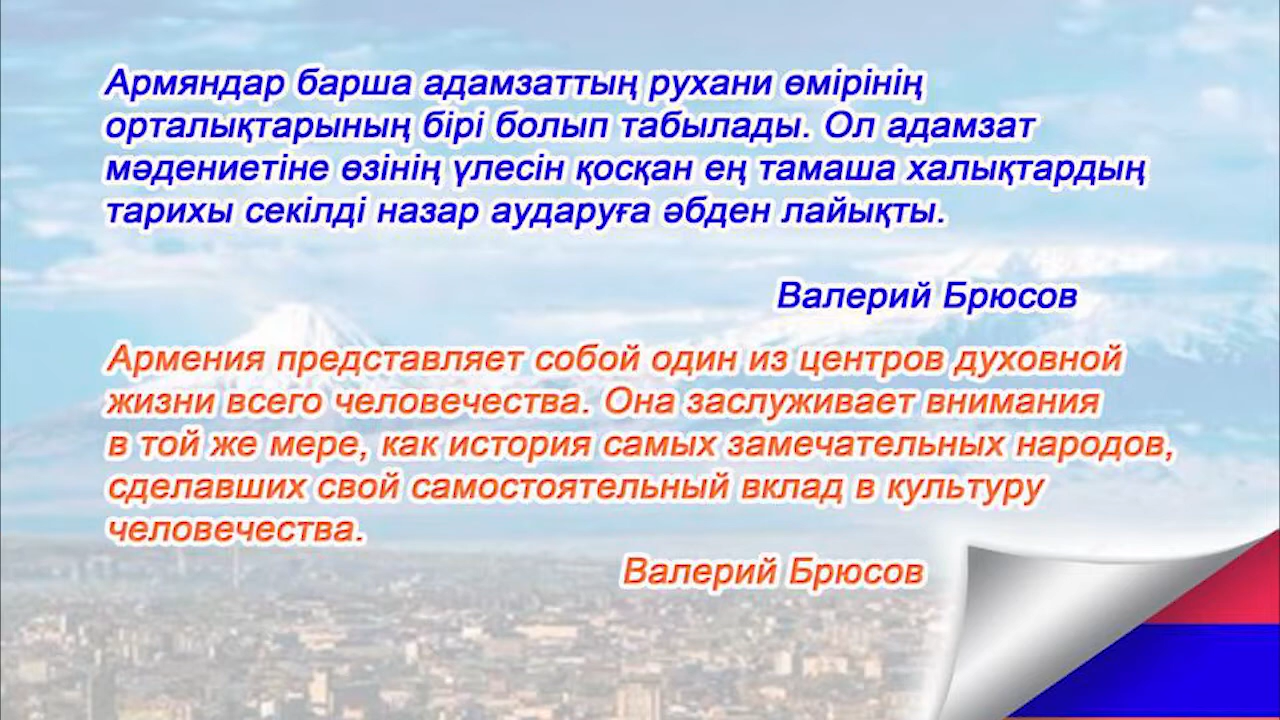 Армяндар барша адамзаттың рухани өмірінің
орталықтарының бірі болып табылады. Ол адамзат
мәдениетіне өзінің үлесін қосқан ең тамаша халықтардың
тарихы секілді назар аударуға әбден лайықты.
Валерий Брюсов
Армения представляет собой один из центров духовной
жизни всего человечества. Она заслуживает внимания
в той же мере, как история самых замечательных народов,
сделавших свой самостоятельный вклад в культуру
человечества.
Валерий Брюсов